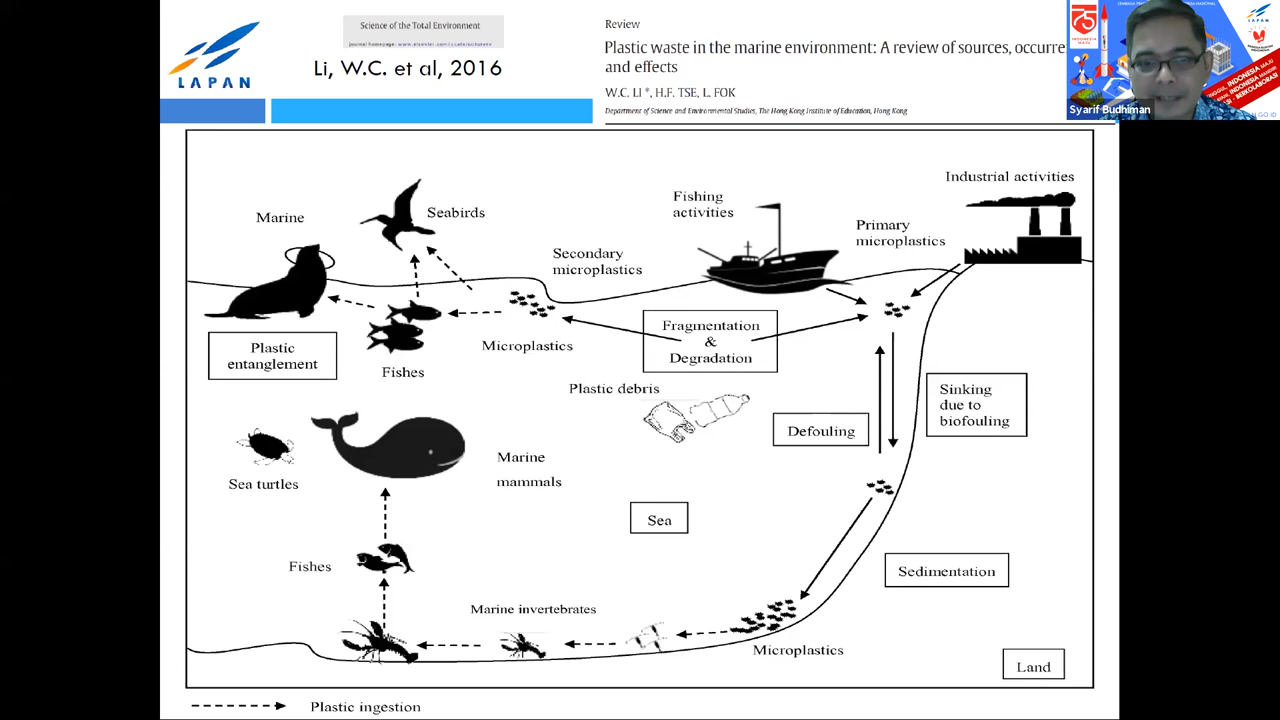 LAPAN
Science of the Total Environment
journal homepage: www.elsevier.com/locate/scitotenv
Li, W.C. et al, 2016
Review
Plastic waste in the marine environment: A review of sources, occurre
and effects
W.C. LI *, H.F. TSE, L. FOK
Department of Science and Environmental Studies, The Hong Kong Institute of Education, Hong Kong
75
INDONESIA
MAJU
LAPAN
Syarif Budhiman
Industrial activities
Fishing
activities
Seabirds
Marine
Primary
microplastics
Secondary
microplastics
Fragmentation
&
Degradation
Plastic
entanglement
Microplastics
Fishes
Plastic debris
Sinking
due to
biofouling
Defouling
Marine
mammals
Sea turtles
Sea
Fishes
Sedimentation
Marine invertebrates
Microplastics
Land
Plastic ingestion